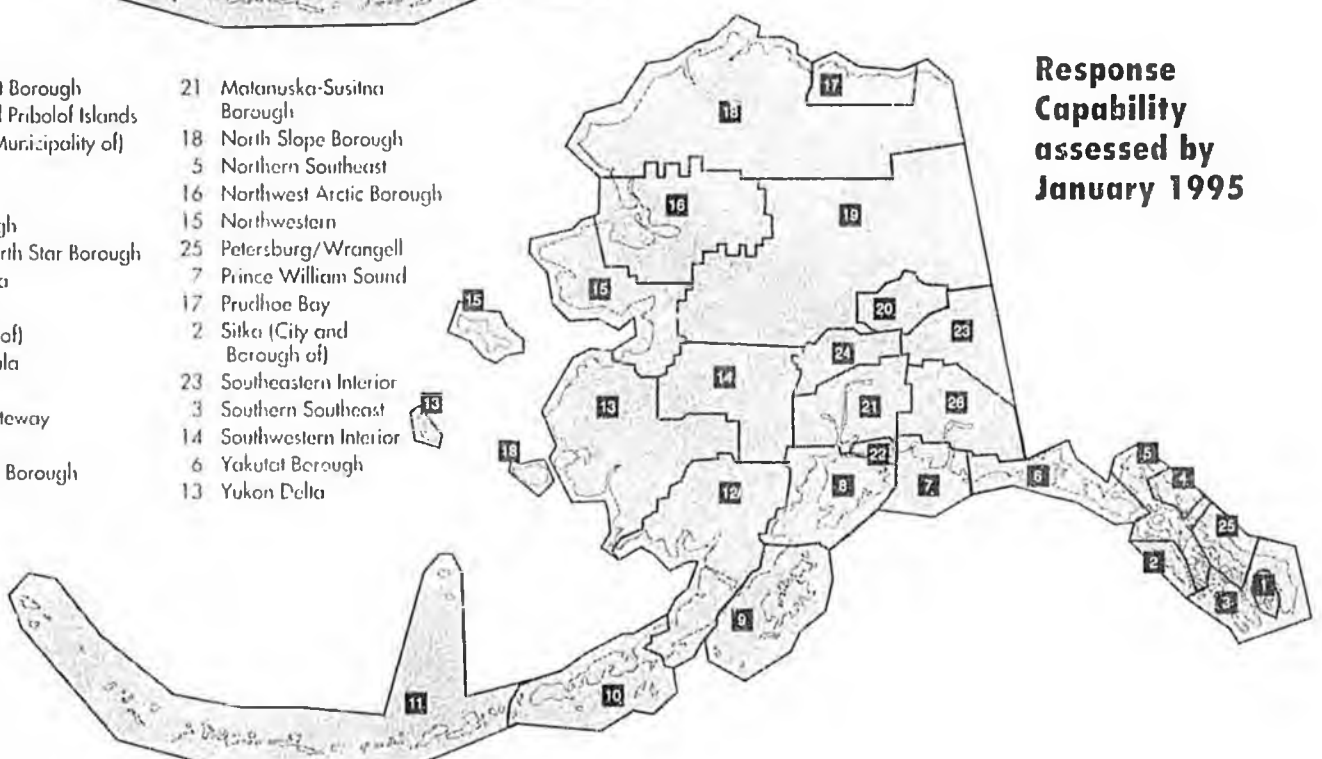 t Borough
d Pribolof Islands
Municipality of)
gh
rth Star Borough
a
of)
ula
teway
Borough
21 Matanuska-Susitna
Borough
18 North Slope Borough
5 Northern Southeast
16 Northwest Arctic Borough
15 Northwestern
25 Petersburg/Wrangell
7 Prince William Sound
17 Prudhoe Bay
2 Sitka (City and
Borough of)
23 Southeastern Interior
3 Southern Southeast
14 Southwestern Interior
6 Yakutat Borough
13 Yukon Delta
Response
Capability
assessed by
January 1995
17
18
16
19
15
15
20
23
24
14
13
13
21
26
18
22
12
8
7
6
5
4
25
2
1
3
9
11
10